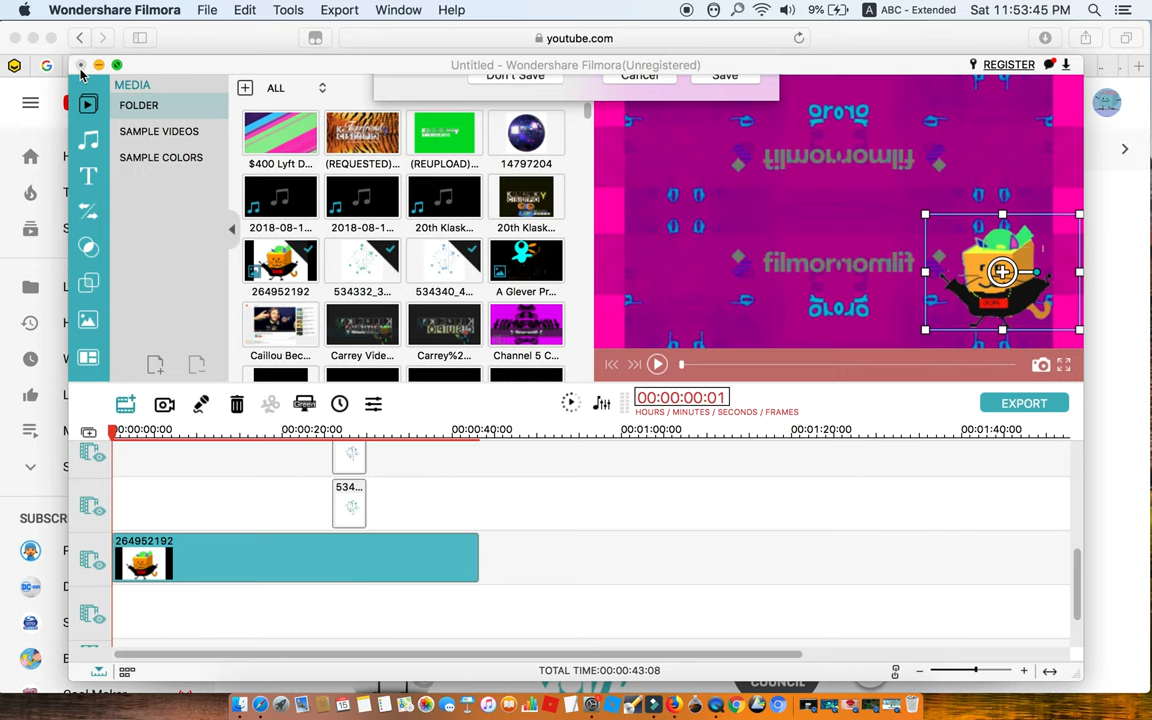 Wondershare Filmora File Edit Tools Export Window Help 9% A ABC - Extended Sat 11:53:45 PM
youtube.com
Untitled - Wondershare Filmora(Unregistered) REGISTER
Don't Save Cancel Save
MEDIA
FOLDER
SAMPLE VIDEOS
SAMPLE COLORS
ALL
$400 Lyft D... (REQUESTED)... (REUPLOAD)... 14797204
2018-08-1... 2018-08-1... 20th Klask... 20th Klask...
264952192 534332_3... 534340_4... A Glever Pr...
Caillou Bec... Carrey Vide... Carrey%2... Channel 5 C...
filmor
00:00:00:01
HOURS / MINUTES / SECONDS / FRAMES
EXPORT
00:00:00:00 00:00:20:00 00:00:40:00 00:01:00:00 00:01:20:00 00:01:40:00
534...
264952192
TOTAL TIME:00:00:43:08
SUBSCR
COUNCIL
15